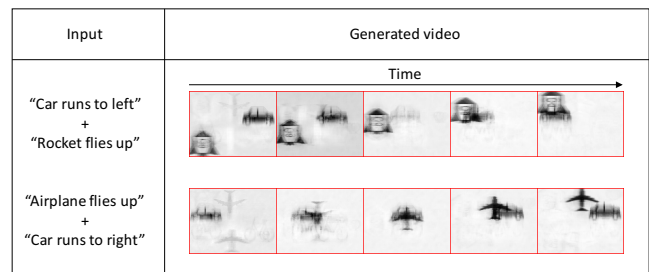 Input
Generated video
Time
“Car runs to left”
+
“Rocket flies up”
“Airplane flies up”
+
“Car runs to right”